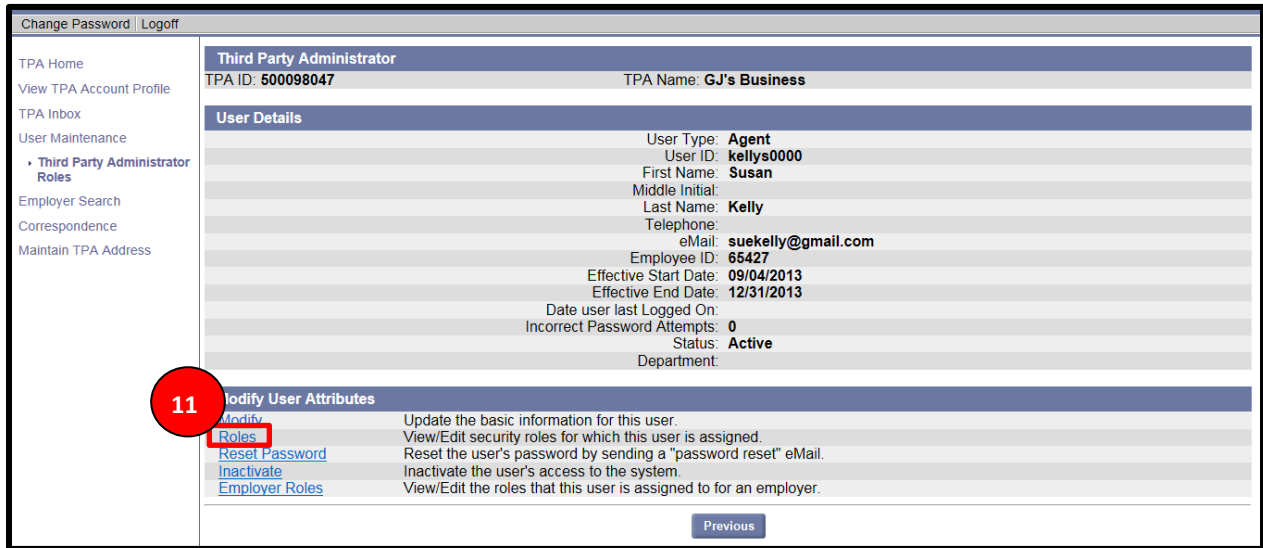 Change Password Logoff
TPA Home
View TPA Account Profile
TPA Inbox
User Maintenance
Third Party Administrator
Roles
Employer Search
Correspondence
Maintain TPA Address
Third Party Administrator
TPA ID: 500098047 TPA Name: GJ's Business
User Details
User Type: Agent
User ID: kellys0000
First Name: Susan
Middle Initial:
Last Name: Kelly
Telephone:
eMail: suekelly@gmail.com
Employee ID: 65427
Effective Start Date: 09/04/2013
Effective End Date: 12/31/2013
Date user last Logged On:
Incorrect Password Attempts: 0
Status: Active
Department:
11
Modify User Attributes
Modify Update the basic information for this user.
Roles View/Edit security roles for which this user is assigned.
Reset Password Reset the user's password by sending a "password reset" eMail.
Inactivate Inactivate the user's access to the system.
Employer Roles View/Edit the roles that this user is assigned to for an employer.
Previous